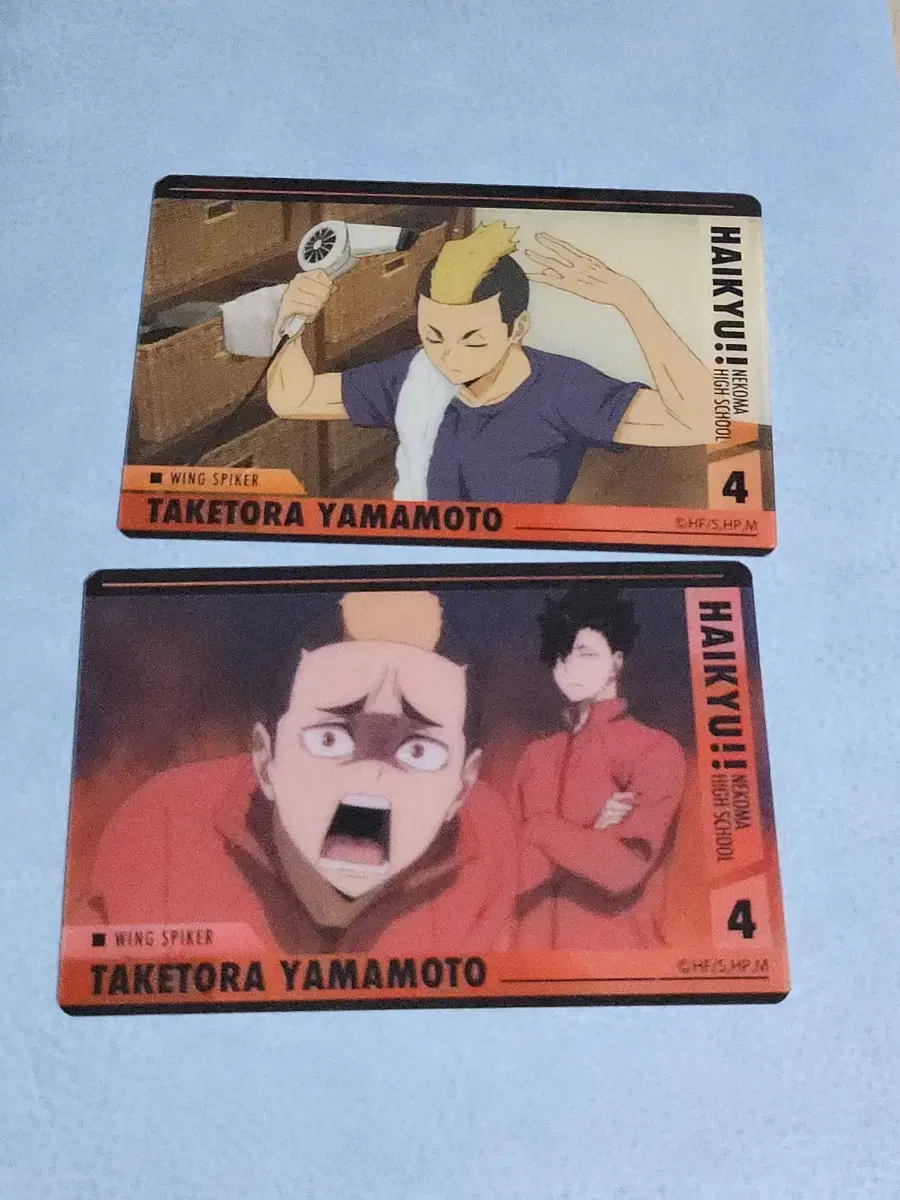 HAIKYU!!
NEKOMA
HIGH SCHOOL
4
■ WING SPIKER
TAKETORA YAMAMOTO
©HF/S,HP,M
HAIKYU!!
NEKOMA
HIGH SCHOOL
4
■ WING SPIKER
TAKETORA YAMAMOTO
©HF/S,HP,M